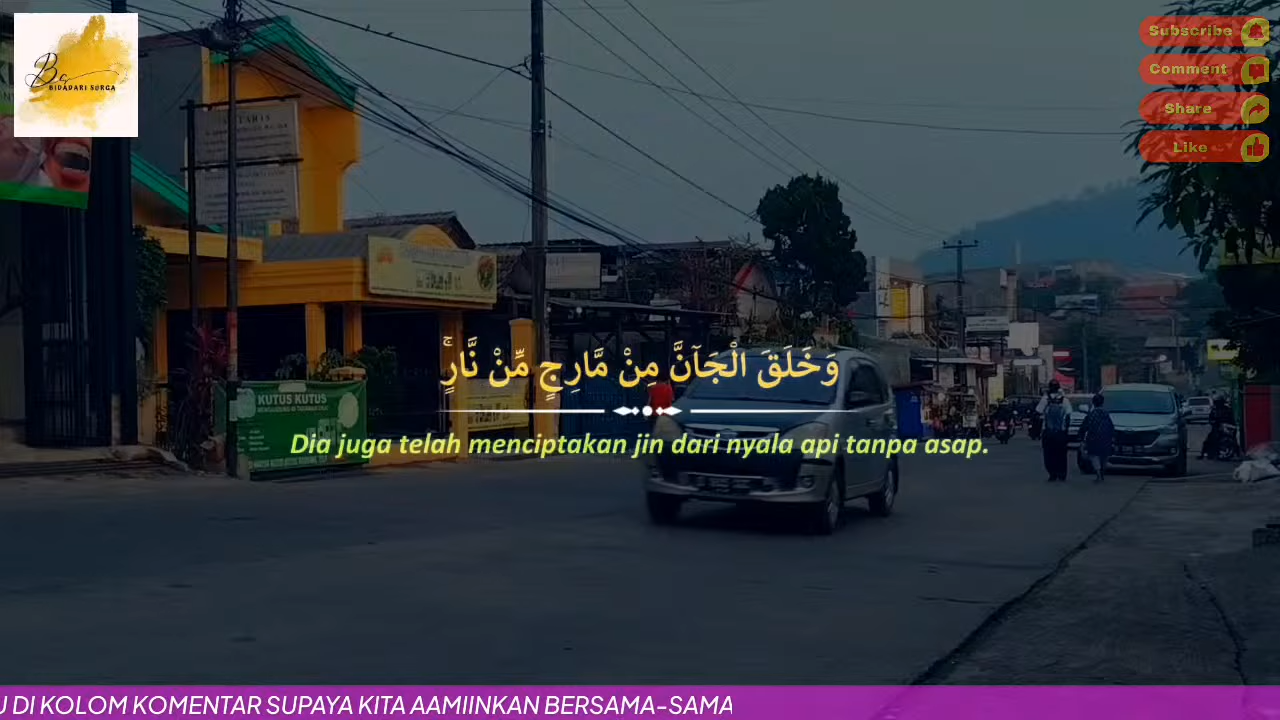 BIDADARI SURGA
Subscribe
Comment
Share
Like
NOTARIS
وَخَلَقَ الْجَاۤنَّ مِنْ مَّارِجٍ مِّنْ نَّارٍۚ
Dia juga telah menciptakan jin dari nyala api tanpa asap.
KUTUS KUTUS
DI KOLOM KOMENTAR SUPAYA KITA AAMIINKAN BERSAMA-SAMA